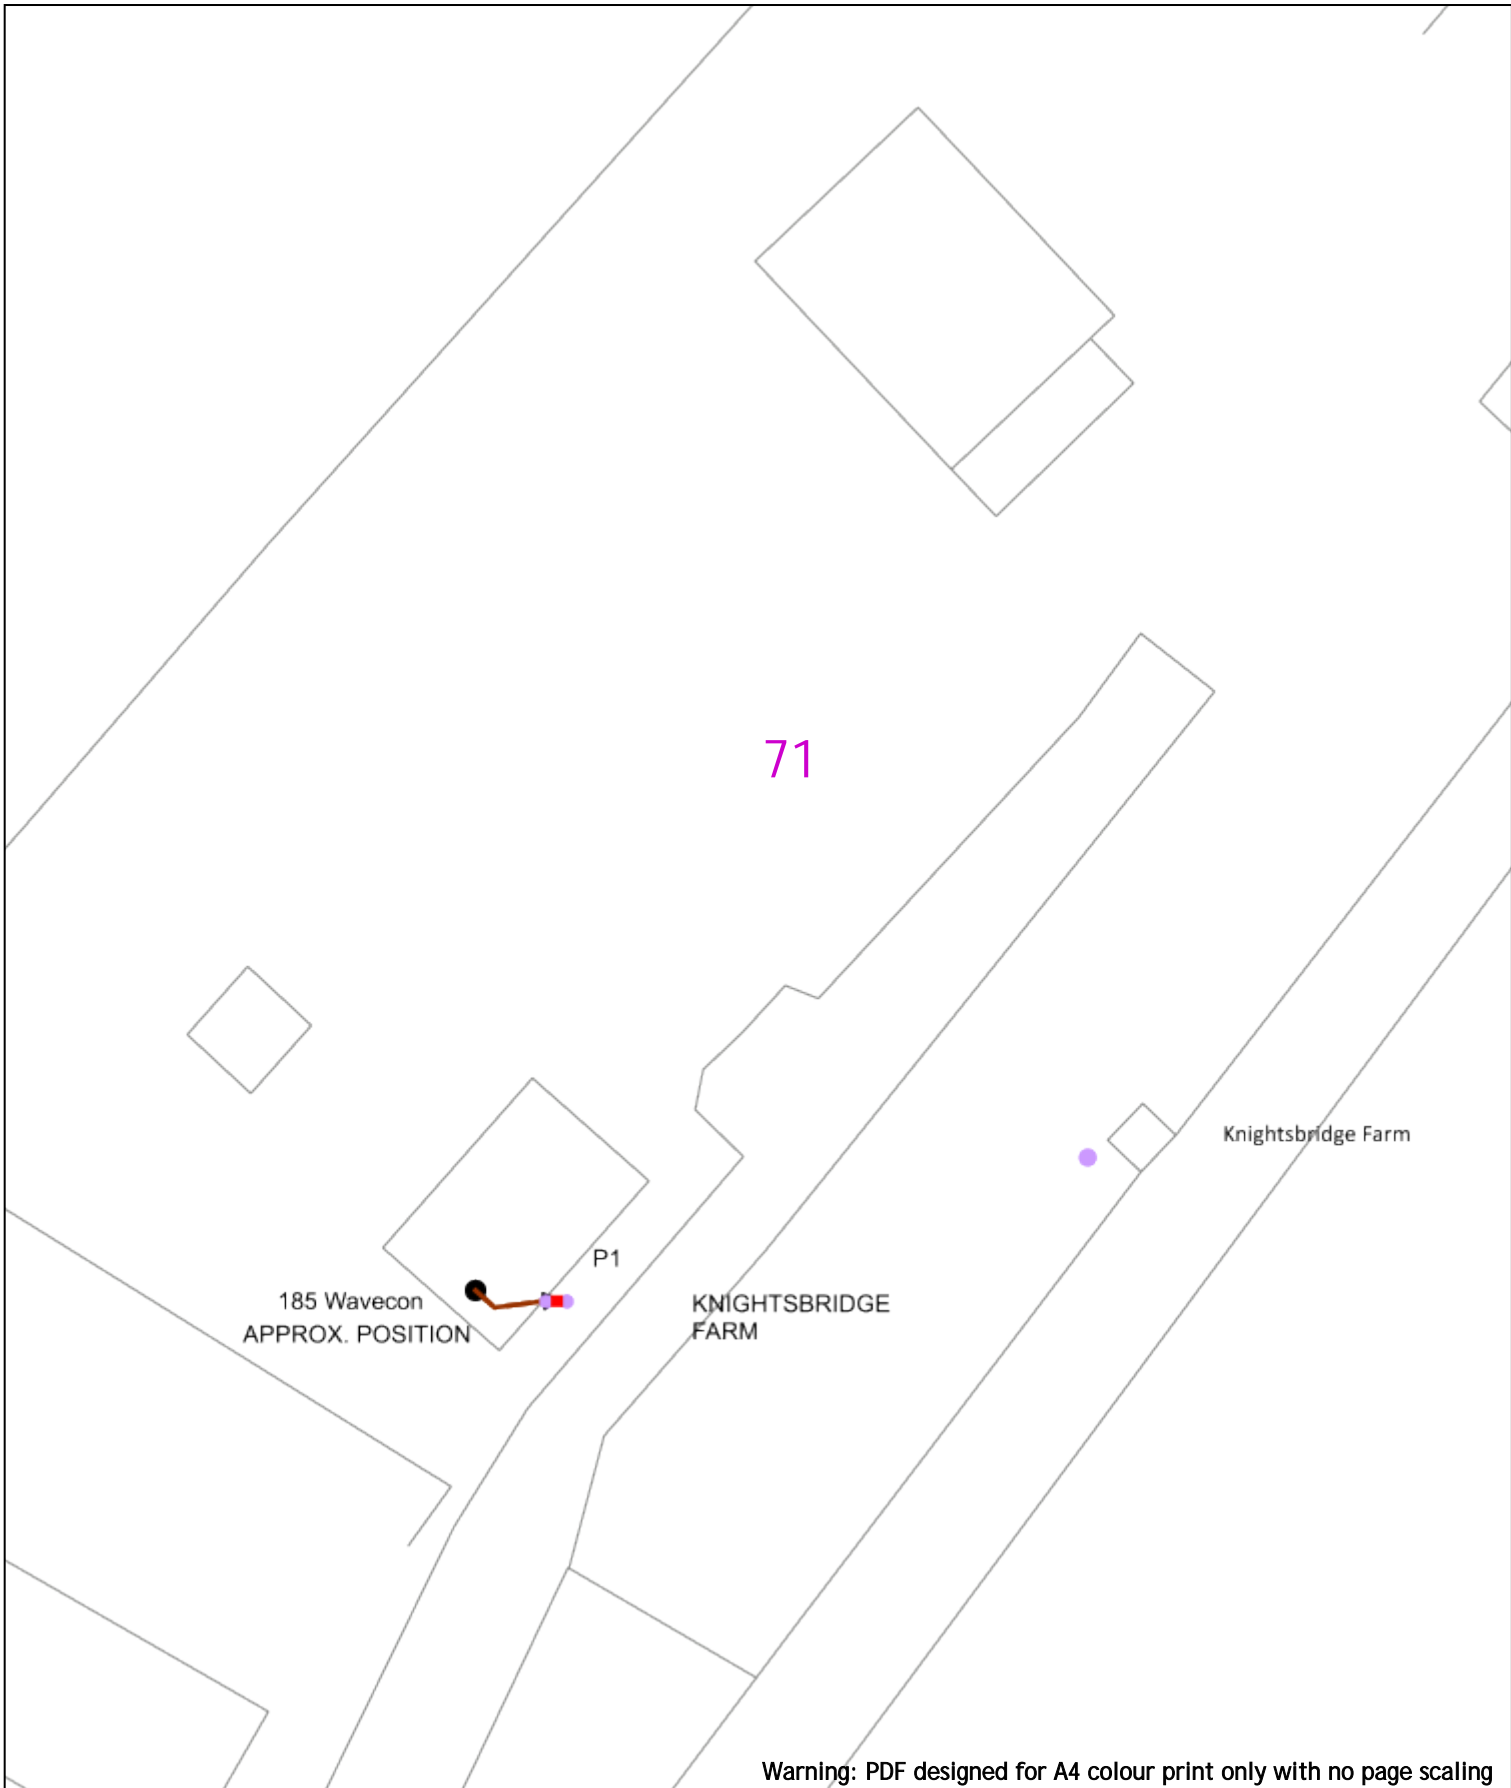 71
Knightsbridge Farm
P1
185 Wavecon
APPROX. POSITION
KNIGHTSBRIDGE
FARM
Warning: PDF designed for A4 colour print only with no page scaling